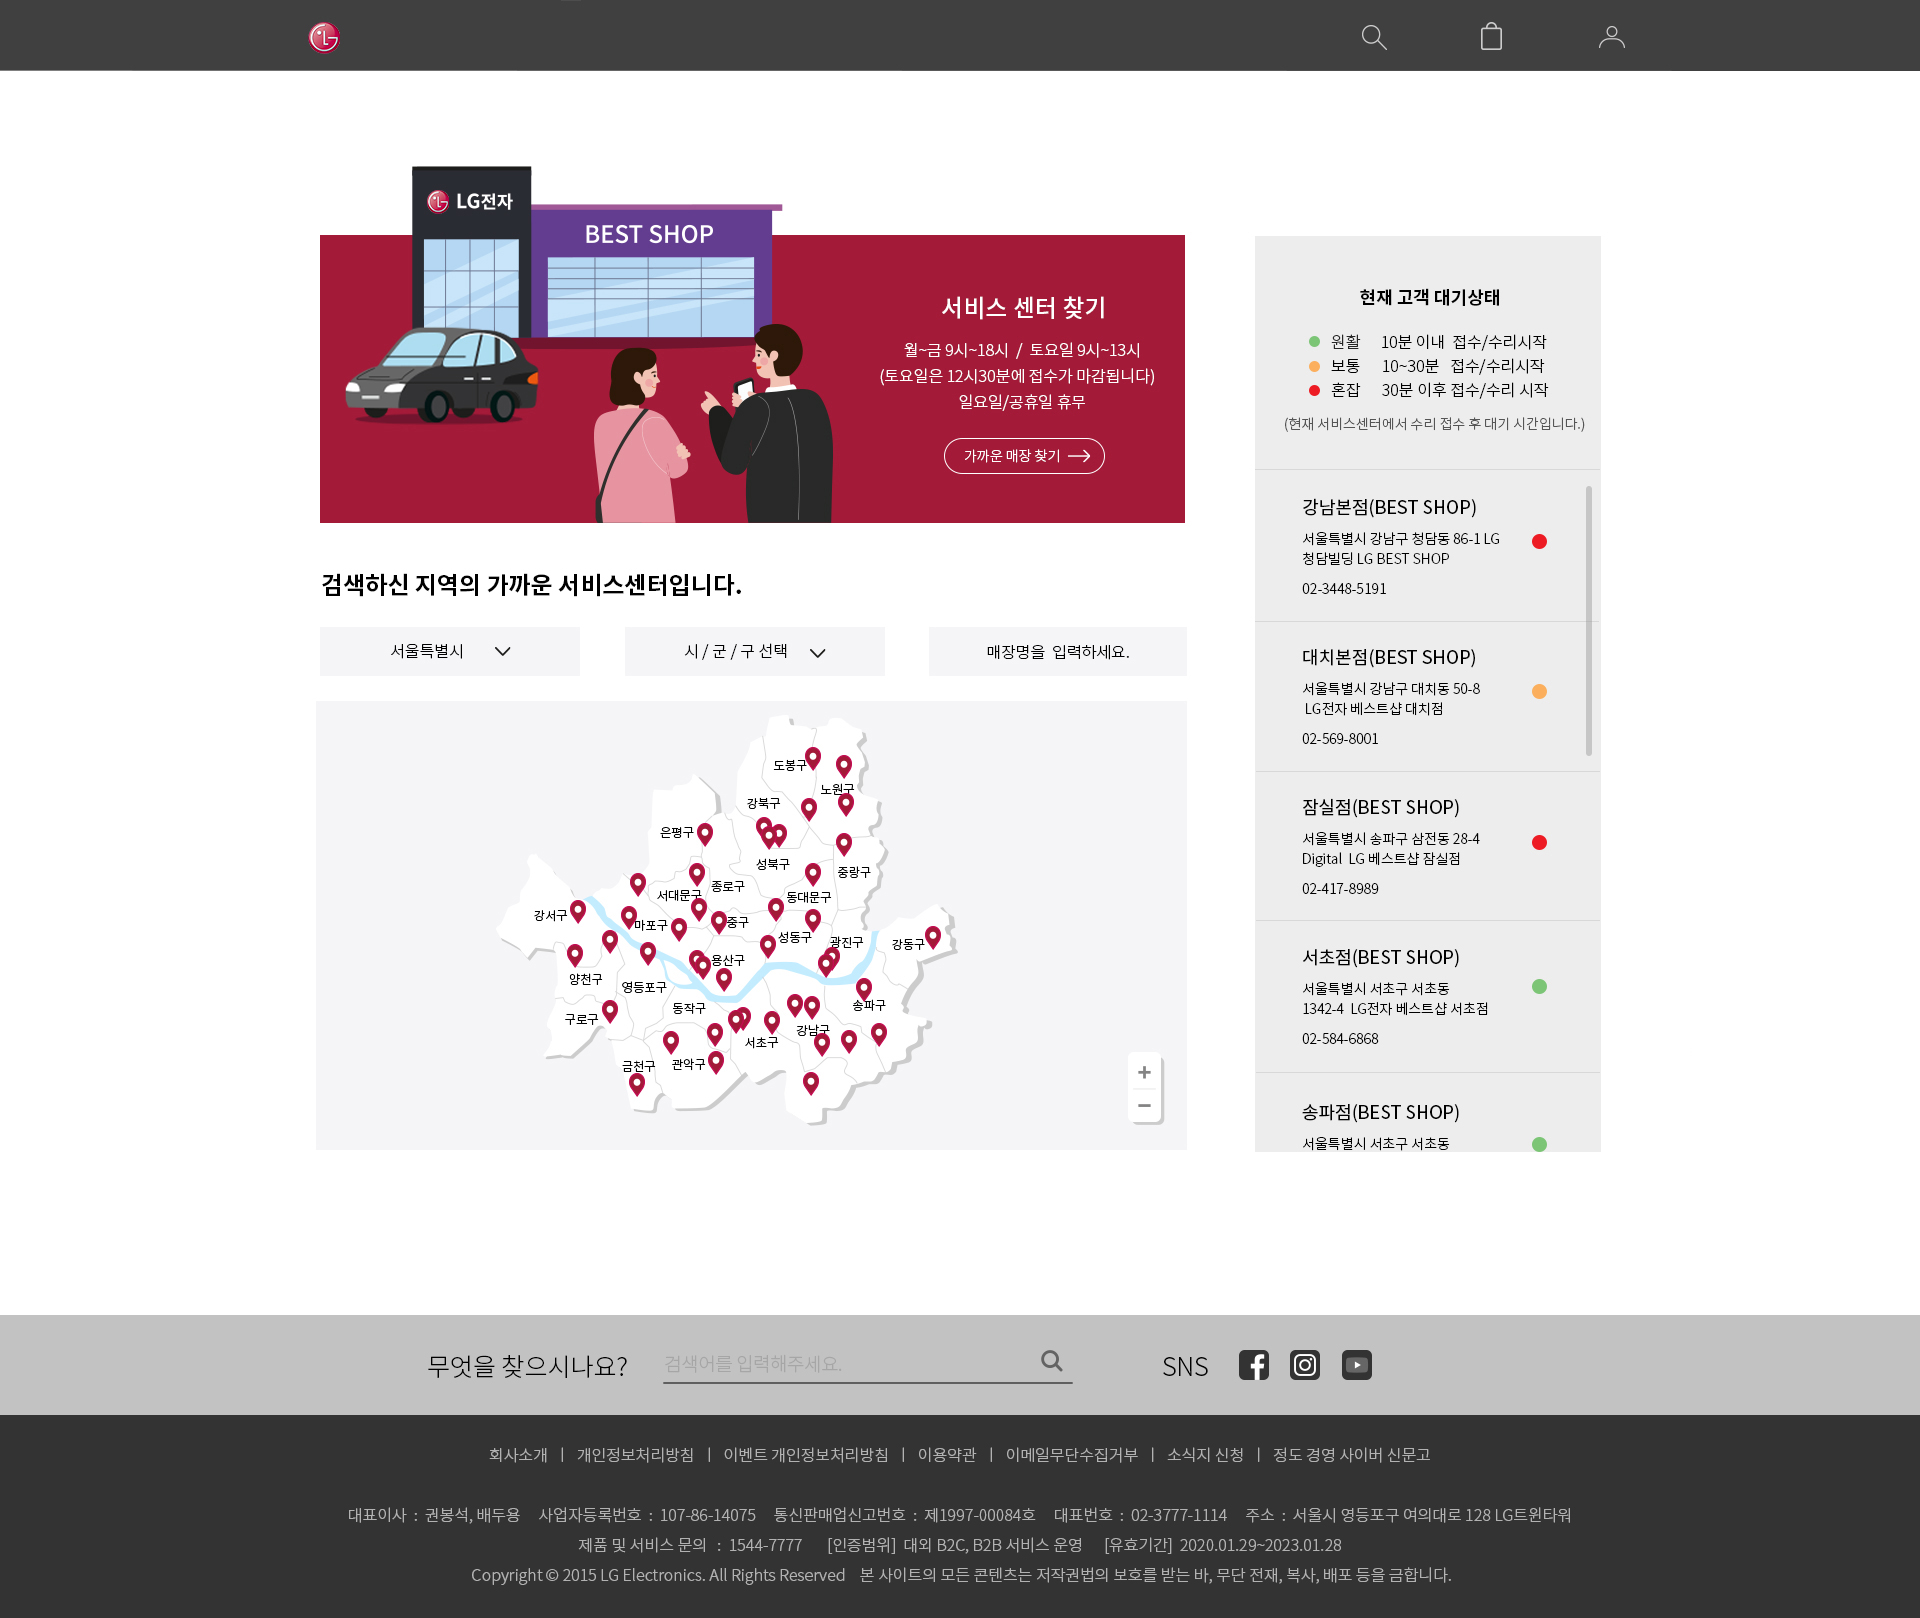 LG전자
BEST SHOP
서비스 센터 찾기
월~금 9시~18시 / 토요일 9시~13시
(토요일은 12시30분에 접수가 마감됩니다)
일요일/공휴일 휴무
가까운 매장 찾기
검색하신 지역의 가까운 서비스센터입니다.
서울특별시
시 / 군 / 구 선택
매장명을 입력하세요.
도봉구
노원구
강북구
은평구
성북구
중랑구
종로구
서대문구
동대문구
강서구
마포구
중구
성동구
광진구
강동구
용산구
양천구
영등포구
동작구
송파구
구로구
강남구
서초구
금천구
관악구
+
−
현재 고객 대기상태
원활 10분 이내 접수/수리시작
보통 10~30분 접수/수리시작
혼잡 30분 이후 접수/수리 시작
(현재 서비스센터에서 수리 접수 후 대기 시간입니다.)
강남본점(BEST SHOP)
서울특별시 강남구 청담동 86-1 LG
청담빌딩 LG BEST SHOP
02-3448-5191
대치본점(BEST SHOP)
서울특별시 강남구 대치동 50-8
LG전자 베스트샵 대치점
02-569-8001
잠실점(BEST SHOP)
서울특별시 송파구 삼전동 28-4
Digital LG 베스트샵 잠실점
02-417-8989
서초점(BEST SHOP)
서울특별시 서초구 서초동
1342-4 LG전자 베스트샵 서초점
02-584-6868
송파점(BEST SHOP)
서울특별시 서초구 서초동
무엇을 찾으시나요?
검색어를 입력해주세요.
SNS
회사소개 | 개인정보처리방침 | 이벤트 개인정보처리방침 | 이용약관 | 이메일무단수집거부 | 소식지 신청 | 정도 경영 사이버 신문고
대표이사 : 권봉석, 배두용 사업자등록번호 : 107-86-14075 통신판매업신고번호 : 제1997-00084호 대표번호 : 02-3777-1114 주소 : 서울시 영등포구 여의대로 128 LG트윈타워
제품 및 서비스 문의 : 1544-7777 [인증범위] 대외 B2C, B2B 서비스 운영 [유효기간] 2020.01.29~2023.01.28
Copyright © 2015 LG Electronics. All Rights Reserved 본 사이트의 모든 콘텐츠는 저작권법의 보호를 받는 바, 무단 전재, 복사, 배포 등을 금합니다.